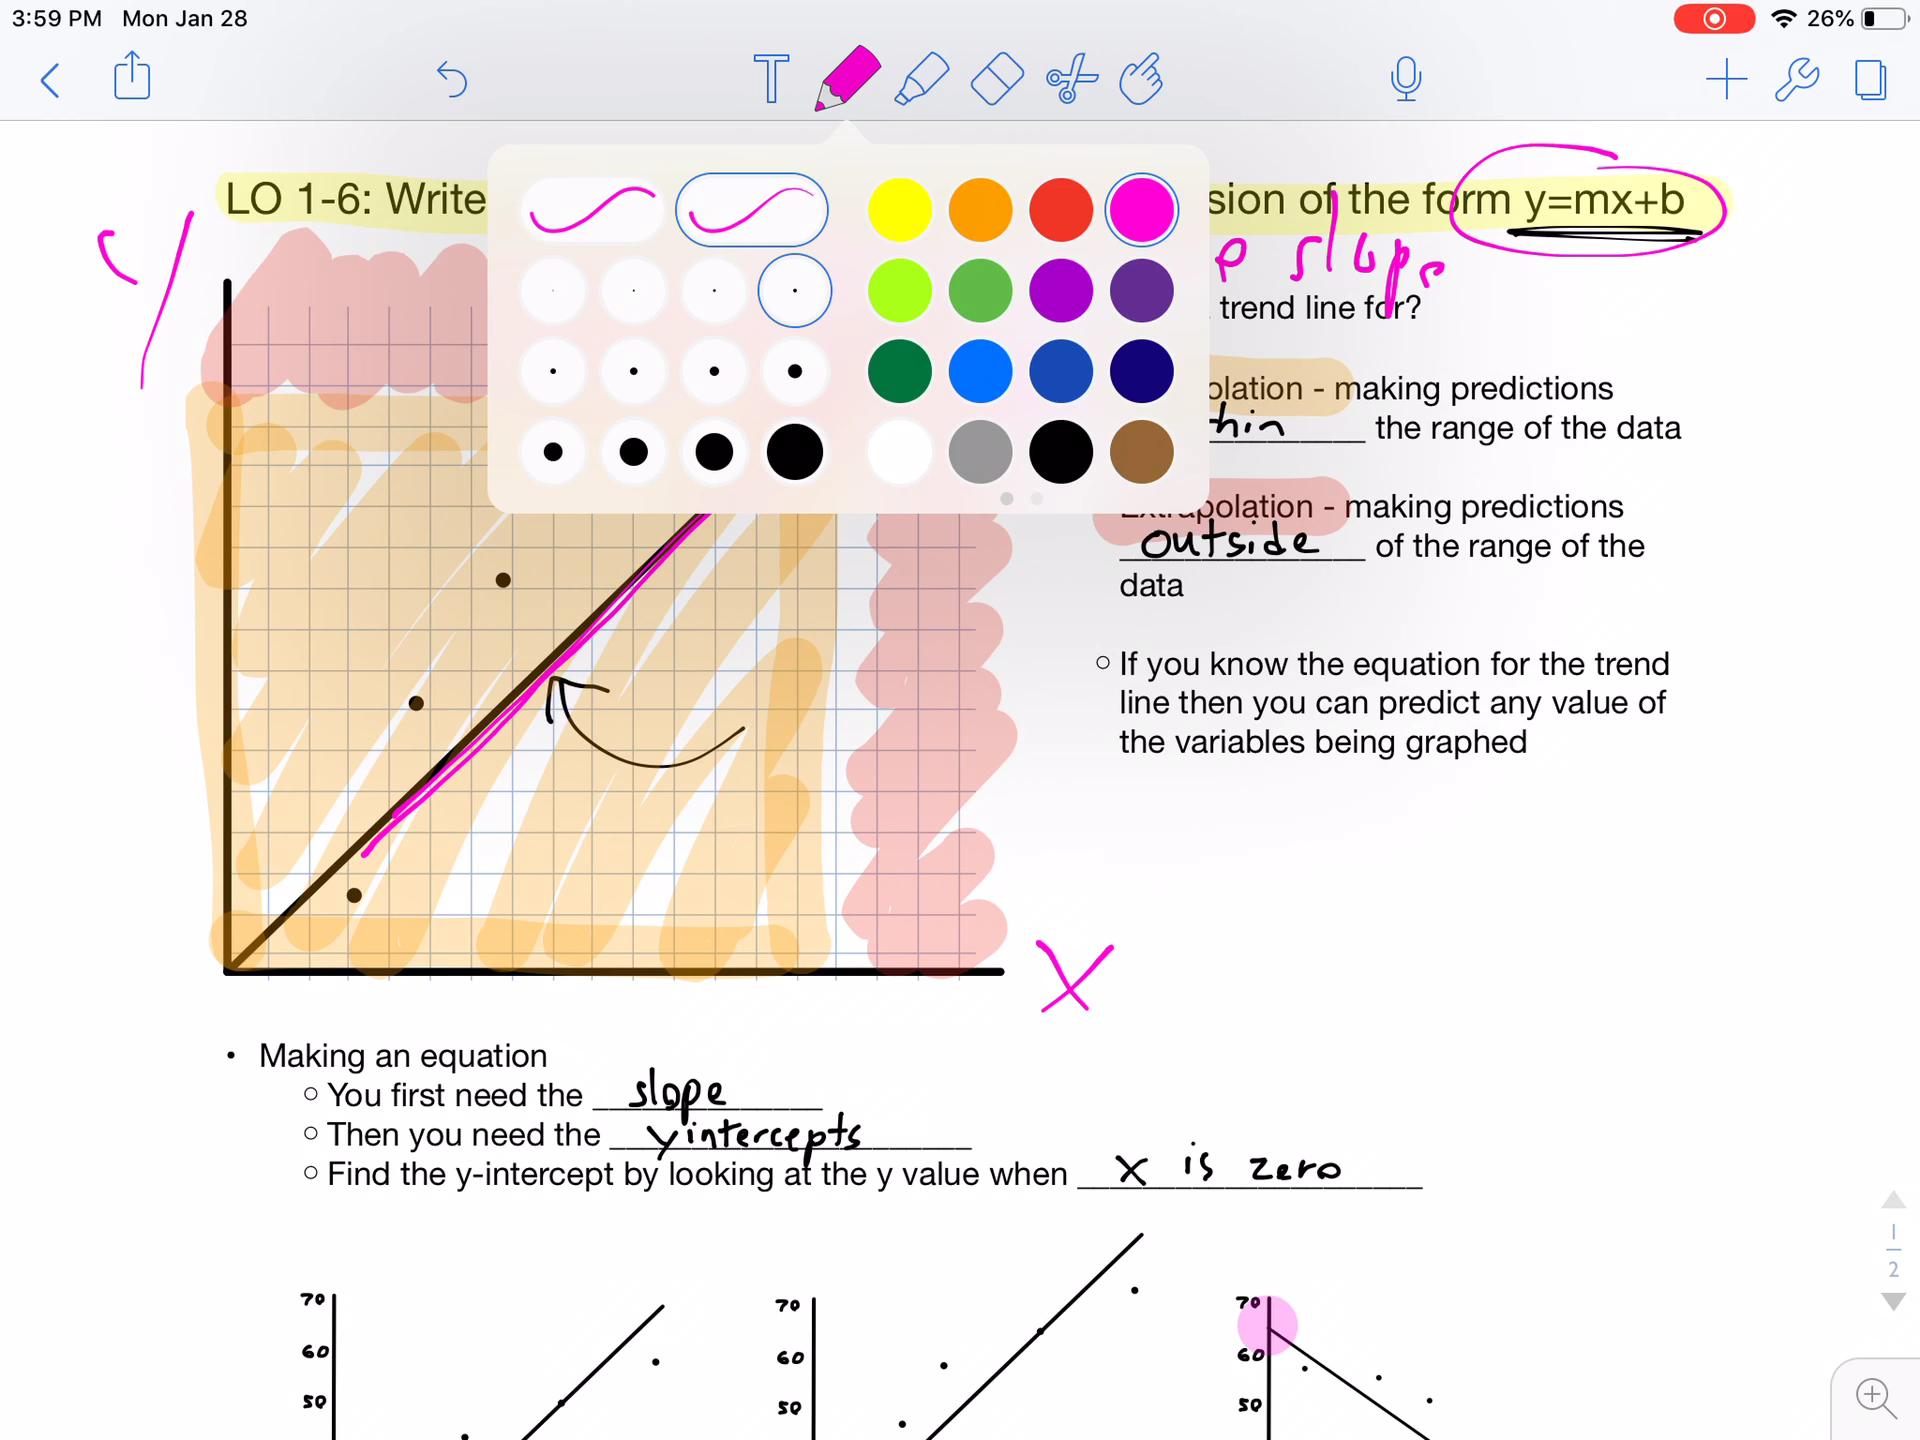 3:59 PM Mon Jan 28
26%
T
LO 1-6: Write sion of the form y=mx+b
y
slope
trend line for?
olation - making predictions
hin the range of the data
Extrapolation - making predictions
outside of the range of the
data
○ If you know the equation for the trend
line then you can predict any value of
the variables being graphed
x
• Making an equation
○ You first need the slope
○ Then you need the y intercepts
○ Find the y-intercept by looking at the y value when x is zero
70
60
50
70
60
50
70
60
50
1
2